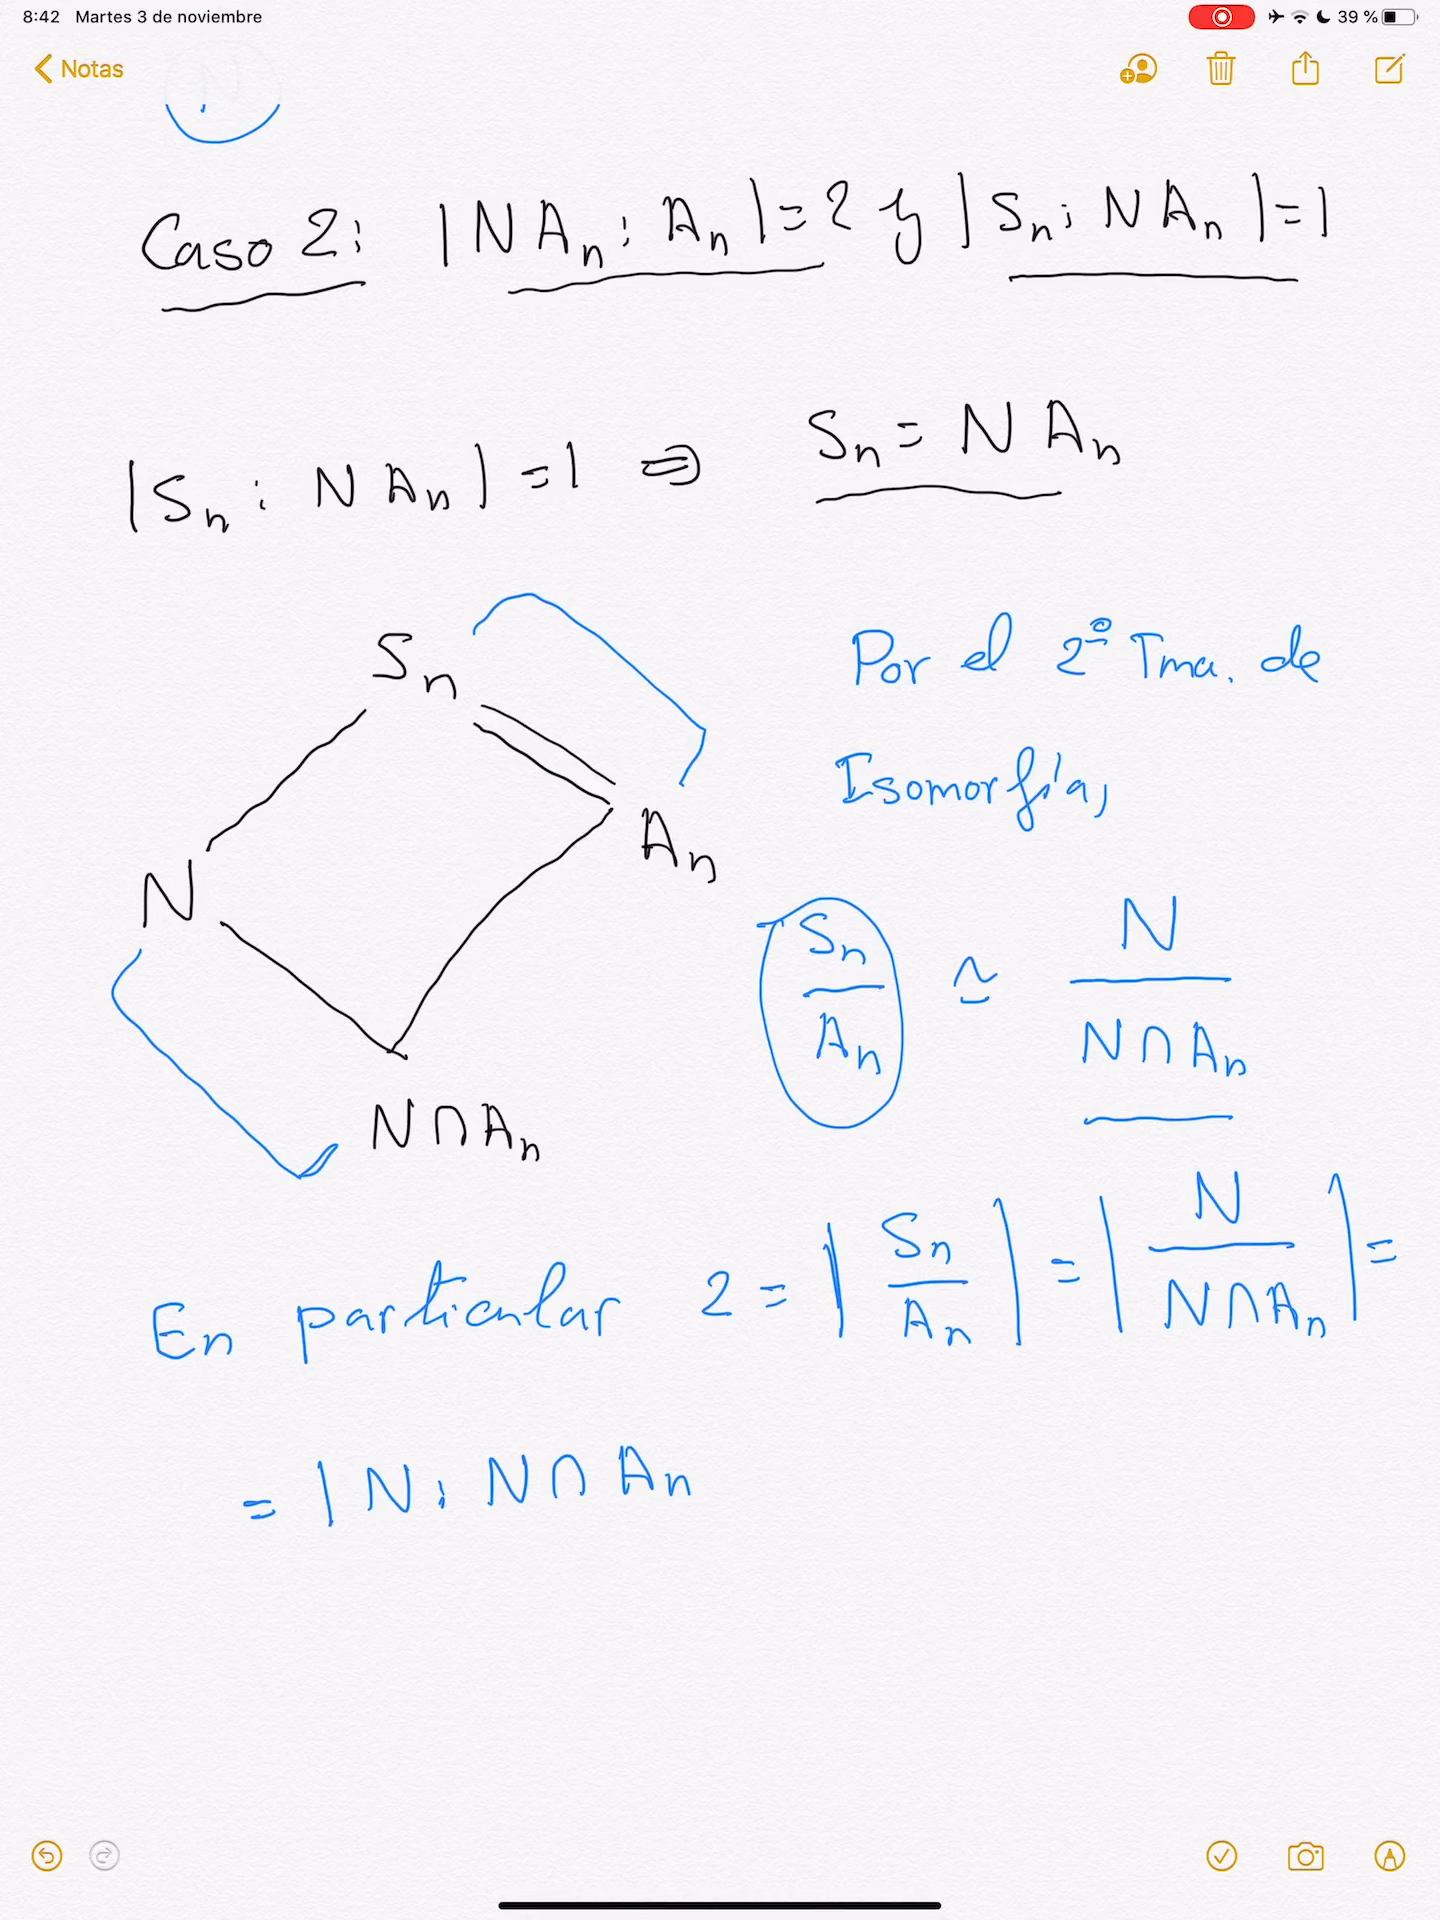 8:42 Martes 3 de noviembre 39 %
Notas
Caso 2: |NAn : An| = 2 y |Sn : NAn| = 1
|Sn : NAn| = 1 ⇒ Sn = NAn
Sn
An
N
N∩An
Por el 2º Tma. de
Isomorfía,
Sn/An ≃ N/N∩An
En particular 2 = |Sn/An| = |N/N∩An| =
= |N : N∩An